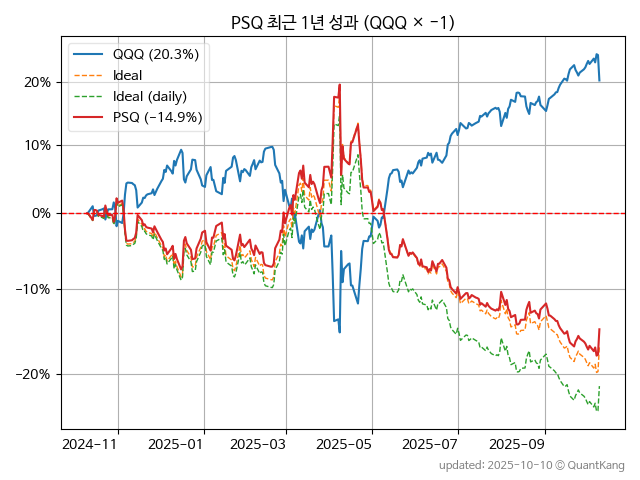 PSQ 최근 1년 성과 (QQQ × −1)
QQQ (20.3%)
Ideal
Ideal (daily)
PSQ (−14.9%)
20%
10%
0%
−10%
−20%
2024−11
2025−01
2025−03
2025−05
2025−07
2025−09
updated: 2025−10−10 © QuantKang